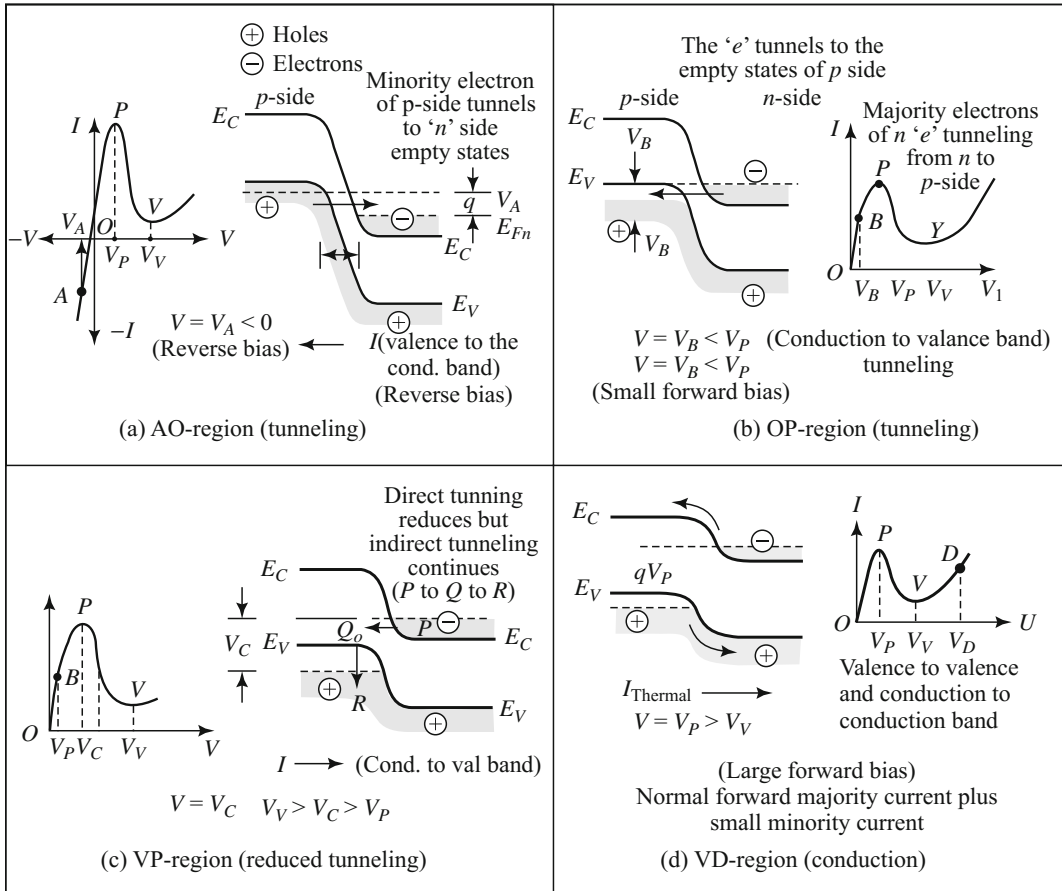 ⊕ Holes
⊖ Electrons
Minority electron
of p-side tunnels
to ‘n’ side
empty states
I
P
V
V_A
O
–V
V
V_P
V_V
A
–I
p-side
E_C
q
V_A
E_Fn
E_C
E_V
V = V_A < 0
(Reverse bias)
I(valence to the
cond. band)
(Reverse bias)
(a) AO-region (tunneling)
The ‘e’ tunnels to the
empty states of p side
p-side
n-side
E_C
V_B
E_V
V_B
Majority electrons
of n ‘e’ tunneling
from n to
p-side
I
P
B
Y
O
V_B
V_P
V_V
V_1
V = V_B < V_P
V = V_B < V_P
(Small forward bias)
(Conduction to valance band)
tunneling
(b) OP-region (tunneling)
Direct tunning
reduces but
indirect tunneling
continues
(P to Q to R)
P
B
V
O
V_P
V_C
V_V
V
E_C
V_C
E_V
Q_o
P
E_C
R
E_V
I
(Cond. to val band)
V = V_C
V_V > V_C > V_P
(c) VP-region (reduced tunneling)
E_C
E_V
qV_P
I
P
D
V
O
V_P
V_V
V_D
U
I_Thermal
V = V_P > V_V
Valence to valence
and conduction to
conduction band
(Large forward bias)
Normal forward majority current plus
small minority current
(d) VD-region (conduction)